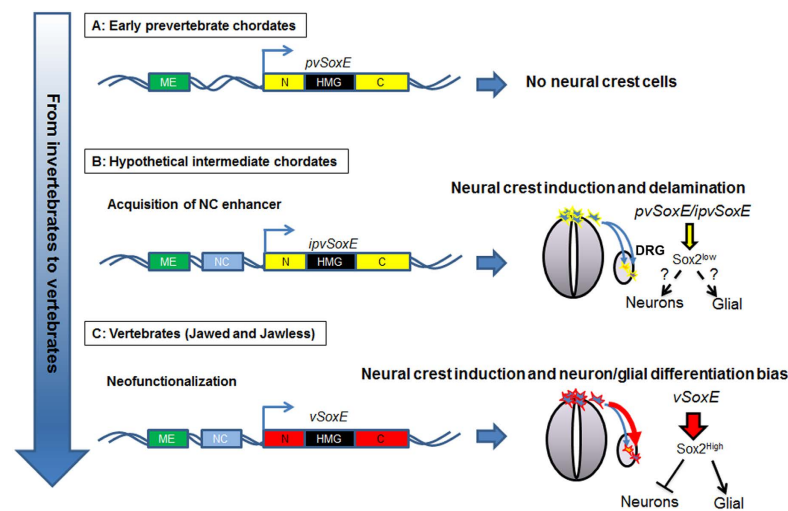 From invertebrates to vertebrates
A: Early prevertebrate chordates
pvSoxE
ME
N
HMG
C
No neural crest cells
B: Hypothetical intermediate chordates
Acquisition of NC enhancer
ipvSoxE
ME
NC
N
HMG
C
Neural crest induction and delamination
pvSoxE/ipvSoxE
DRG
Sox2low
? ?
Neurons
Glial
C: Vertebrates (Jawed and Jawless)
Neofunctionalization
vSoxE
ME
NC
N
HMG
C
Neural crest induction and neuron/glial differentiation bias
vSoxE
Sox2High
Neurons
Glial